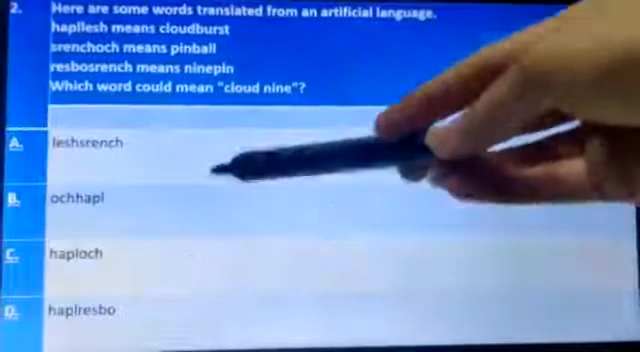 2. Here are some words translated from an artificial language.
hapllesh means cloudburst
srenchoch means pinball
resbosrench means ninepin
Which word could mean "cloud nine"?
A. leshsrench
B. ochhapl
C. haploch
D. haplresbo